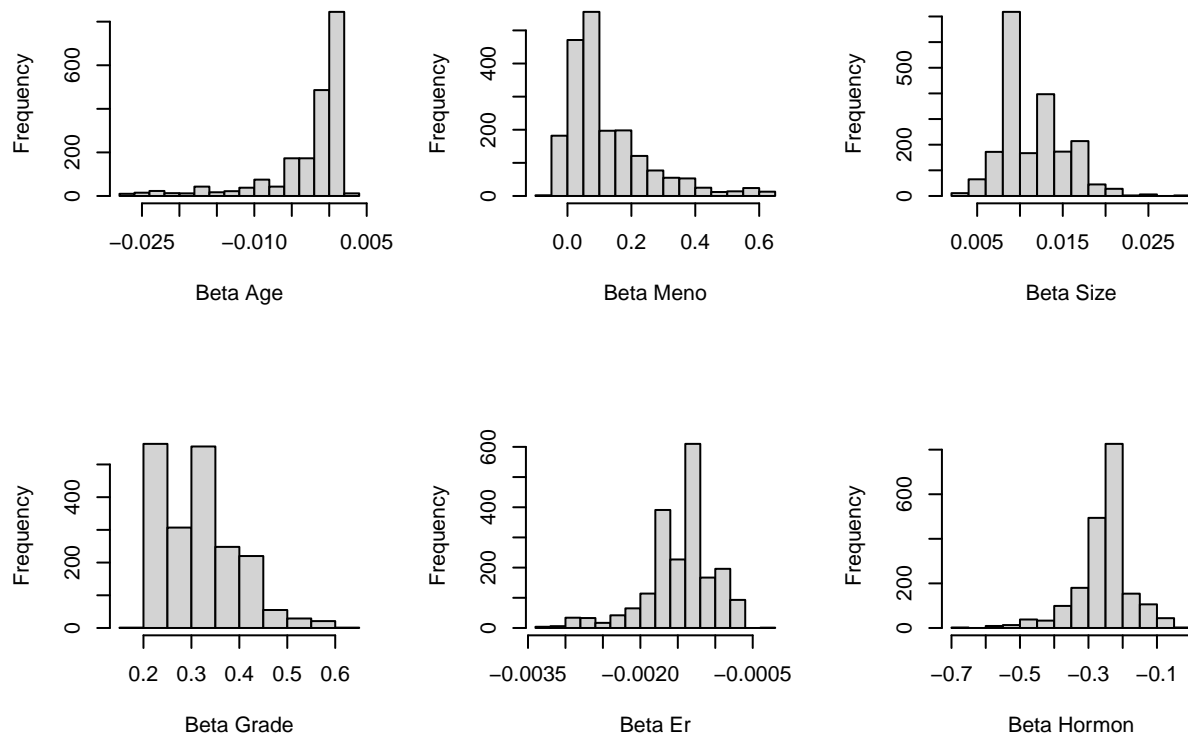 Frequency
0 200 600
−0.025 −0.010 0.005
Beta Age
Frequency
0 200 400
0.0 0.2 0.4 0.6
Beta Meno
Frequency
0 200 500
0.005 0.015 0.025
Beta Size
Frequency
0 200 400
0.2 0.3 0.4 0.5 0.6
Beta Grade
Frequency
0 200 400 600
−0.0035 −0.0020 −0.0005
Beta Er
Frequency
0 200 600
−0.7 −0.5 −0.3 −0.1
Beta Hormon